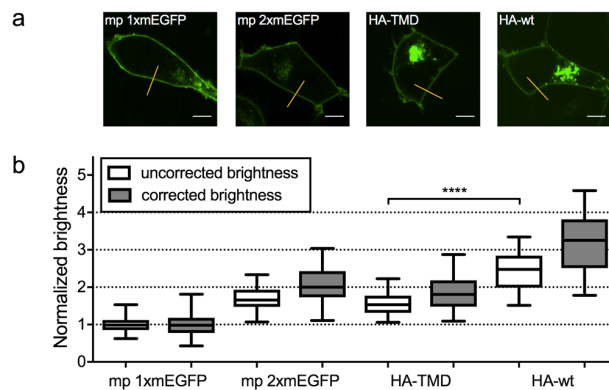 a
mp 1xmEGFP
mp 2xmEGFP
HA-TMD
HA-wt
b
uncorrected brightness
corrected brightness
****
Normalized brightness
5
4
3
2
1
0
mp 1xmEGFP
mp 2xmEGFP
HA-TMD
HA-wt